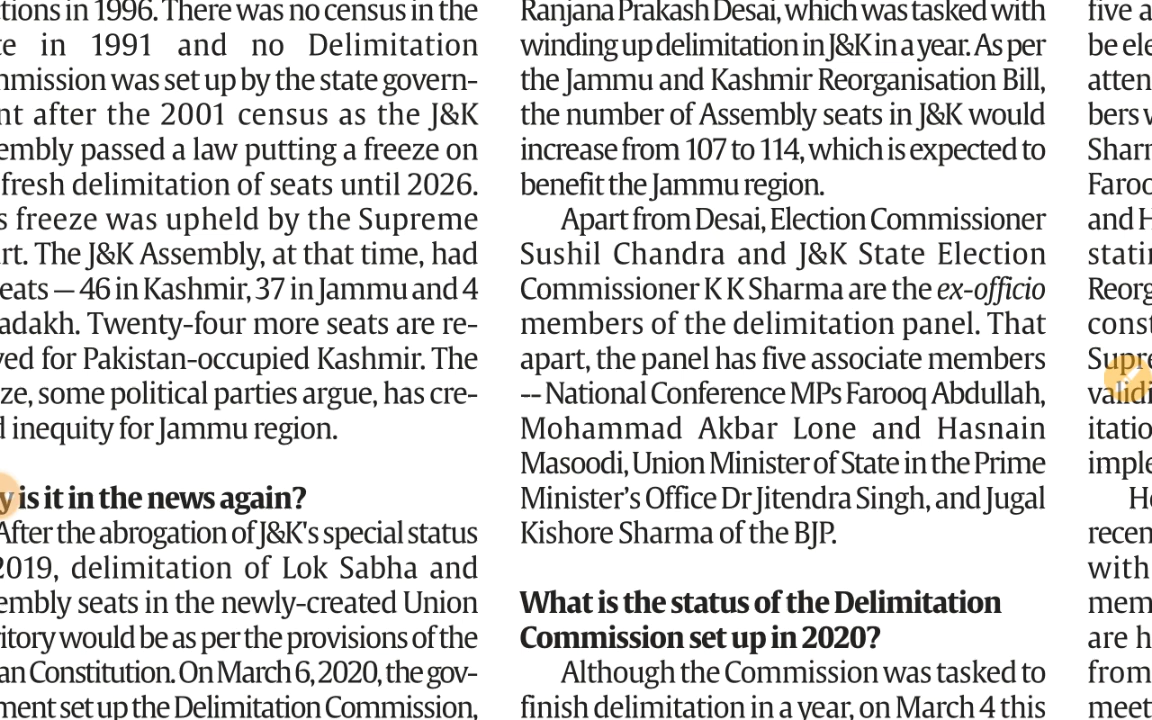 tions in 1996. There was no census in the
te in 1991 and no Delimitation
mmission was set up by the state govern-
nt after the 2001 census as the J&K
embly passed a law putting a freeze on
fresh delimitation of seats until 2026.
s freeze was upheld by the Supreme
rt. The J&K Assembly, at that time, had
eats — 46 in Kashmir, 37 in Jammu and 4
adakh. Twenty-four more seats are re-
ved for Pakistan-occupied Kashmir. The
ze, some political parties argue, has cre-
d inequity for Jammu region.
y is it in the news again?
After the abrogation of J&K's special status
2019, delimitation of Lok Sabha and
embly seats in the newly-created Union
ritory would be as per the provisions of the
an Constitution. On March 6, 2020, the gov-
ment set up the Delimitation Commission,
Ranjana Prakash Desai, which was tasked with
winding up delimitation in J&K in a year. As per
the Jammu and Kashmir Reorganisation Bill,
the number of Assembly seats in J&K would
increase from 107 to 114, which is expected to
benefit the Jammu region.
Apart from Desai, Election Commissioner
Sushil Chandra and J&K State Election
Commissioner K K Sharma are the ex-officio
members of the delimitation panel. That
apart, the panel has five associate members
-- National Conference MPs Farooq Abdullah,
Mohammad Akbar Lone and Hasnain
Masoodi, Union Minister of State in the Prime
Minister's Office Dr Jitendra Singh, and Jugal
Kishore Sharma of the BJP.
What is the status of the Delimitation
Commission set up in 2020?
Although the Commission was tasked to
finish delimitation in a year, on March 4 this
five a
be ele
atten
bers w
Sharn
Faroo
and H
statin
Reorg
const
Supre
validi
itatio
imple
He
recen
with
mem
are h
from
meet